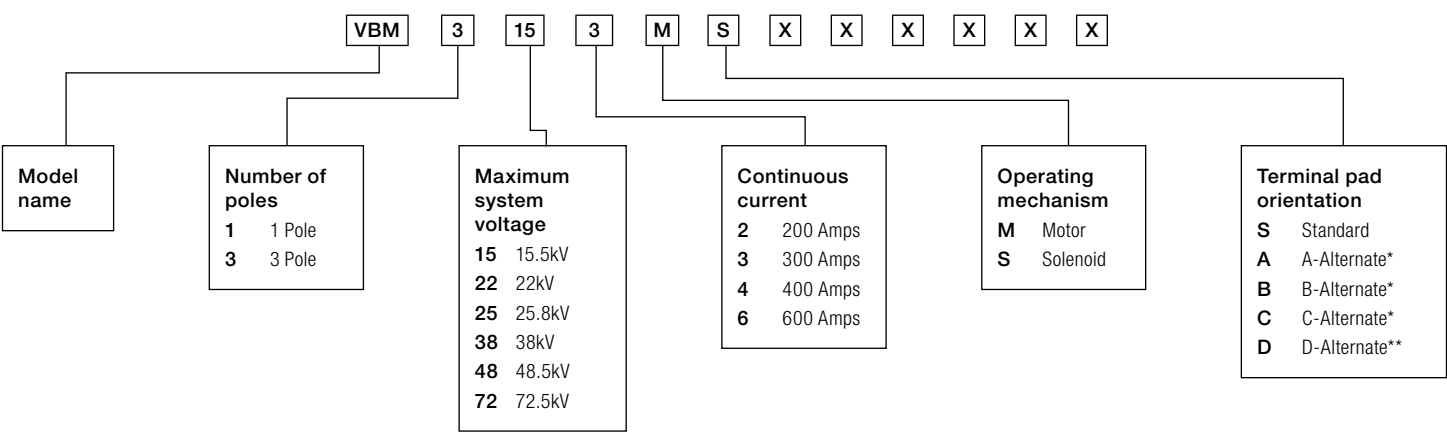 VBM 3 15 3 M S X X X X X X
Model
name
Number of
poles
1 1 Pole
3 3 Pole
Maximum
system
voltage
15 15.5kV
22 22kV
25 25.8kV
38 38kV
48 48.5kV
72 72.5kV
Continuous
current
2 200 Amps
3 300 Amps
4 400 Amps
6 600 Amps
Operating
mechanism
M Motor
S Solenoid
Terminal pad
orientation
S Standard
A A-Alternate*
B B-Alternate*
C C-Alternate*
D D-Alternate**